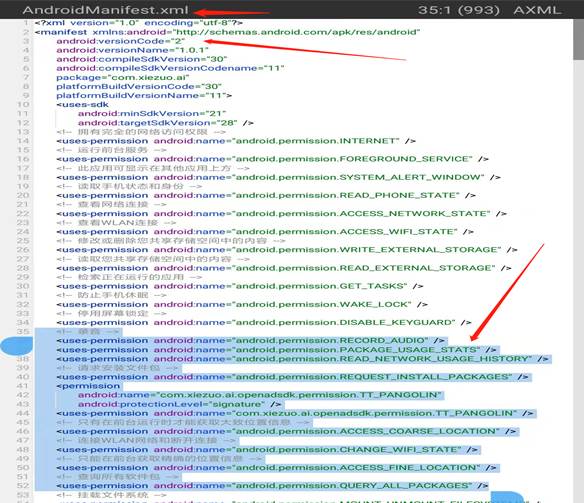 AndroidManifest.xml 35:1 (993) AXML
1 <?xml version="1.0" encoding="utf-8"?>
2 <manifest xmlns:android="http://schemas.android.com/apk/res/android"
3 android:versionCode="2"
4 android:versionName="1.0.1"
5 android:compileSdkVersion="30"
6 android:compileSdkVersionCodename="11"
7 package="com.xiezuo.ai"
8 platformBuildVersionCode="30"
9 platformBuildVersionName="11">
10 <uses-sdk
11 android:minSdkVersion="21"
12 android:targetSdkVersion="28" />
13 <!-- 拥有完全的网络访问权限 -->
14 <uses-permission android:name="android.permission.INTERNET" />
15 <!-- 运行前台服务 -->
16 <uses-permission android:name="android.permission.FOREGROUND_SERVICE" />
17 <!-- 此应用可显示在其他应用上方 -->
18 <uses-permission android:name="android.permission.SYSTEM_ALERT_WINDOW" />
19 <!-- 读取手机状态和身份 -->
20 <uses-permission android:name="android.permission.READ_PHONE_STATE" />
21 <!-- 查看网络连接 -->
22 <uses-permission android:name="android.permission.ACCESS_NETWORK_STATE" />
23 <!-- 查看WLAN连接 -->
24 <uses-permission android:name="android.permission.ACCESS_WIFI_STATE" />
25 <!-- 修改或删除您共享存储空间中的内容 -->
26 <uses-permission android:name="android.permission.WRITE_EXTERNAL_STORAGE" />
27 <!-- 读取您共享存储空间中的内容 -->
28 <uses-permission android:name="android.permission.READ_EXTERNAL_STORAGE" />
29 <!-- 检索正在运行的应用 -->
30 <uses-permission android:name="android.permission.GET_TASKS" />
31 <!-- 防止手机休眠 -->
32 <uses-permission android:name="android.permission.WAKE_LOCK" />
33 <!-- 停用屏幕锁定 -->
34 <uses-permission android:name="android.permission.DISABLE_KEYGUARD" />
35 <!-- 录音 -->
36 <uses-permission android:name="android.permission.RECORD_AUDIO" />
37 <uses-permission android:name="android.permission.PACKAGE_USAGE_STATS" />
38 <uses-permission android:name="android.permission.READ_NETWORK_USAGE_HISTORY" />
39 <!-- 请求安装文件包 -->
40 <uses-permission android:name="android.permission.REQUEST_INSTALL_PACKAGES" />
41 <permission
42 android:name="com.xiezuo.ai.openadsdk.permission.TT_PANGOLIN"
43 android:protectionLevel="signature" />
44 <uses-permission android:name="com.xiezuo.ai.openadsdk.permission.TT_PANGOLIN" />
45 <!-- 只有在前台运行时才能获取大致位置信息 -->
46 <uses-permission android:name="android.permission.ACCESS_COARSE_LOCATION" />
47 <!-- 连接WLAN网络和断开连接 -->
48 <uses-permission android:name="android.permission.CHANGE_WIFI_STATE" />
49 <!-- 只能在前台获取精确的位置信息 -->
50 <uses-permission android:name="android.permission.ACCESS_FINE_LOCATION" />
51 <!-- 查询所有软件包 -->
52 <uses-permission android:name="android.permission.QUERY_ALL_PACKAGES" />
53 <!-- 挂载文件系统 -->